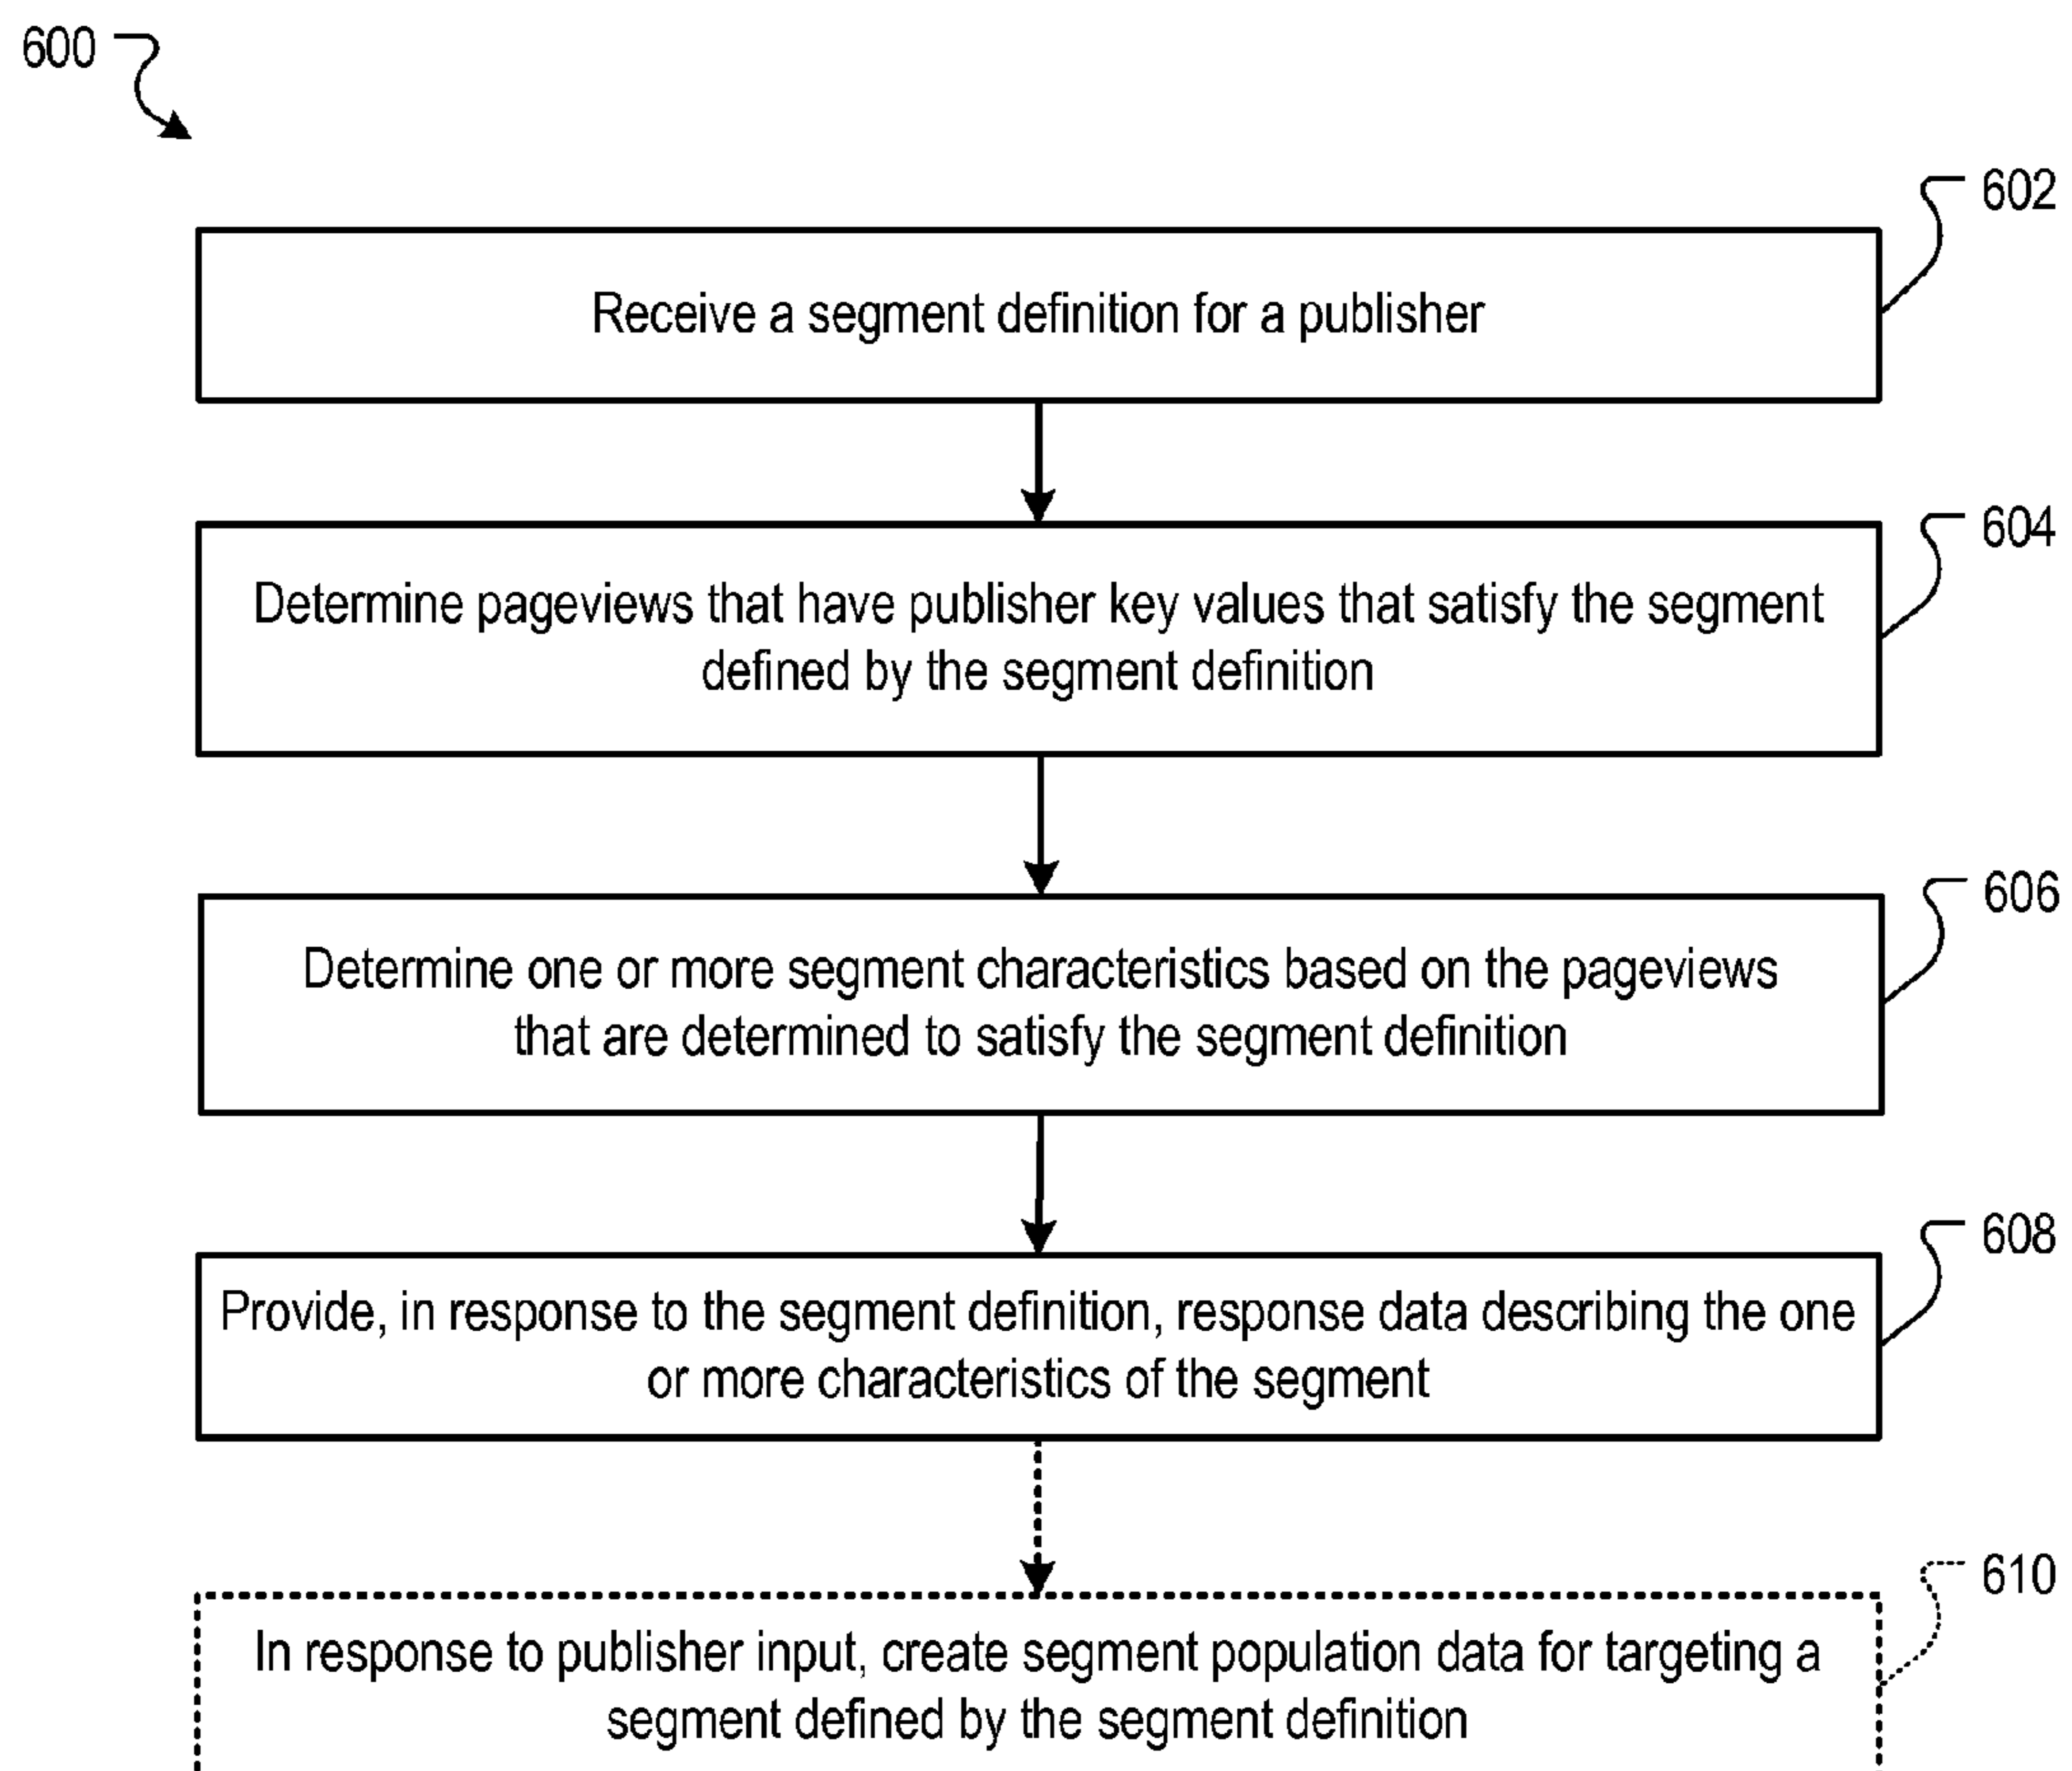 600
602
Receive a segment definition for a publisher
604
Determine pageviews that have publisher key values that satisfy the segment
defined by the segment definition
606
Determine one or more segment characteristics based on the pageviews
that are determined to satisfy the segment definition
608
Provide, in response to the segment definition, response data describing the one
or more characteristics of the segment
610
In response to publisher input, create segment population data for targeting a
segment defined by the segment definition